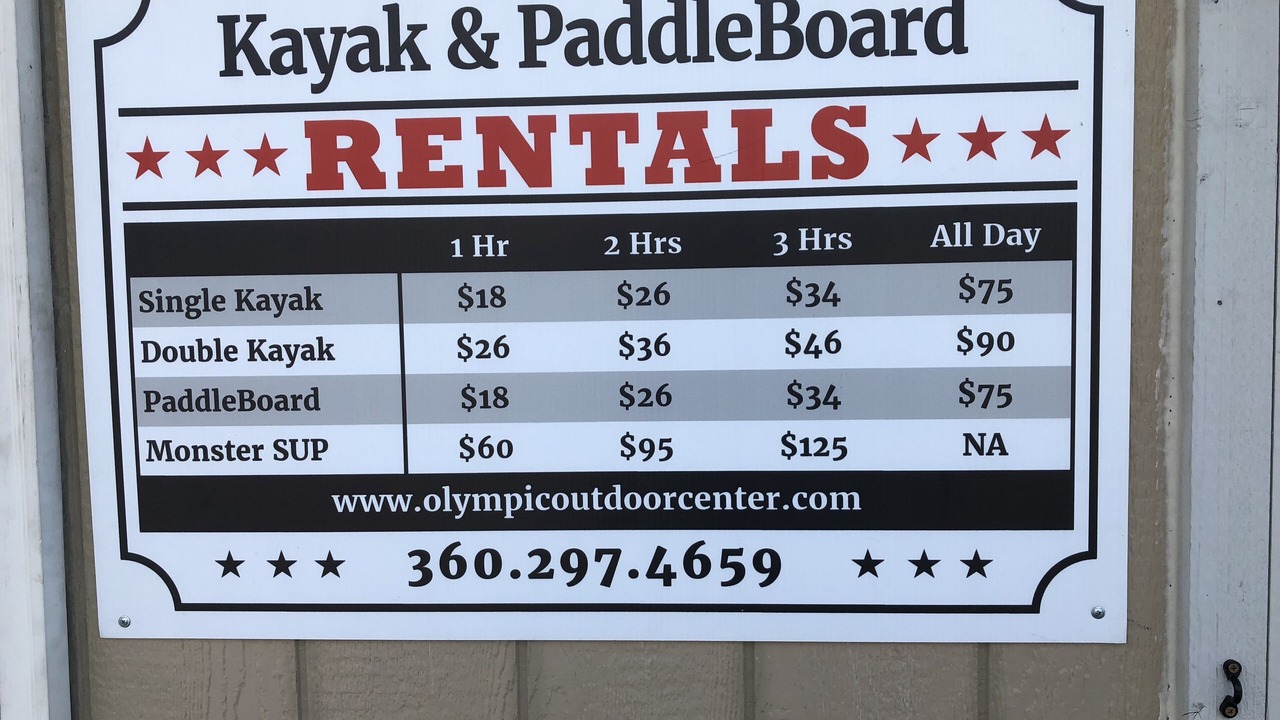 Kayak & PaddleBoard
RENTALS
1 Hr 2 Hrs 3 Hrs All Day
Single Kayak $18 $26 $34 $75
Double Kayak $26 $36 $46 $90
PaddleBoard $18 $26 $34 $75
Monster SUP $60 $95 $125 NA
www.olympicoutdoorcenter.com
360.297.4659